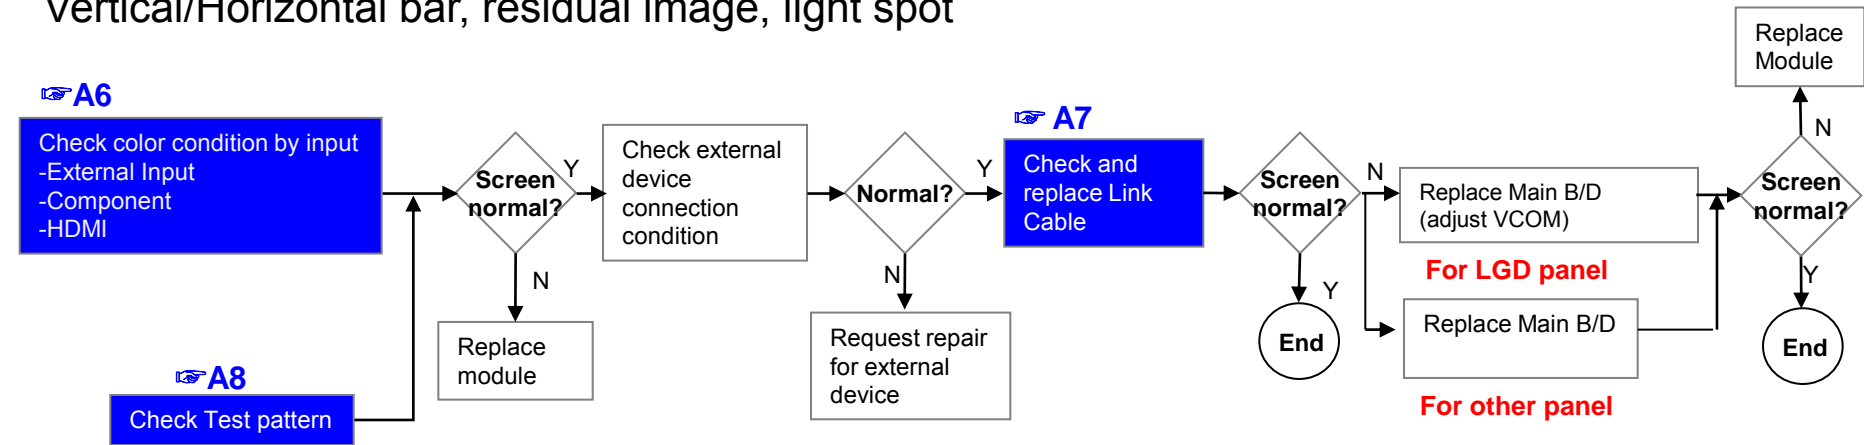 Vertical/Horizontal bar, residual image, light spot
☞A6
Check color condition by input
-External Input
-Component
-HDMI
☞A8
Check Test pattern
Screen
normal?
Y
N
Replace
module
Check external
device
connection
condition
Normal?
Y
N
Request repair
for external
device
☞ A7
Check and
replace Link
Cable
Screen
normal?
N
Y
End
Replace Main B/D
(adjust VCOM)
For LGD panel
Replace Main B/D
For other panel
Screen
normal?
N
Replace
Module
Y
End